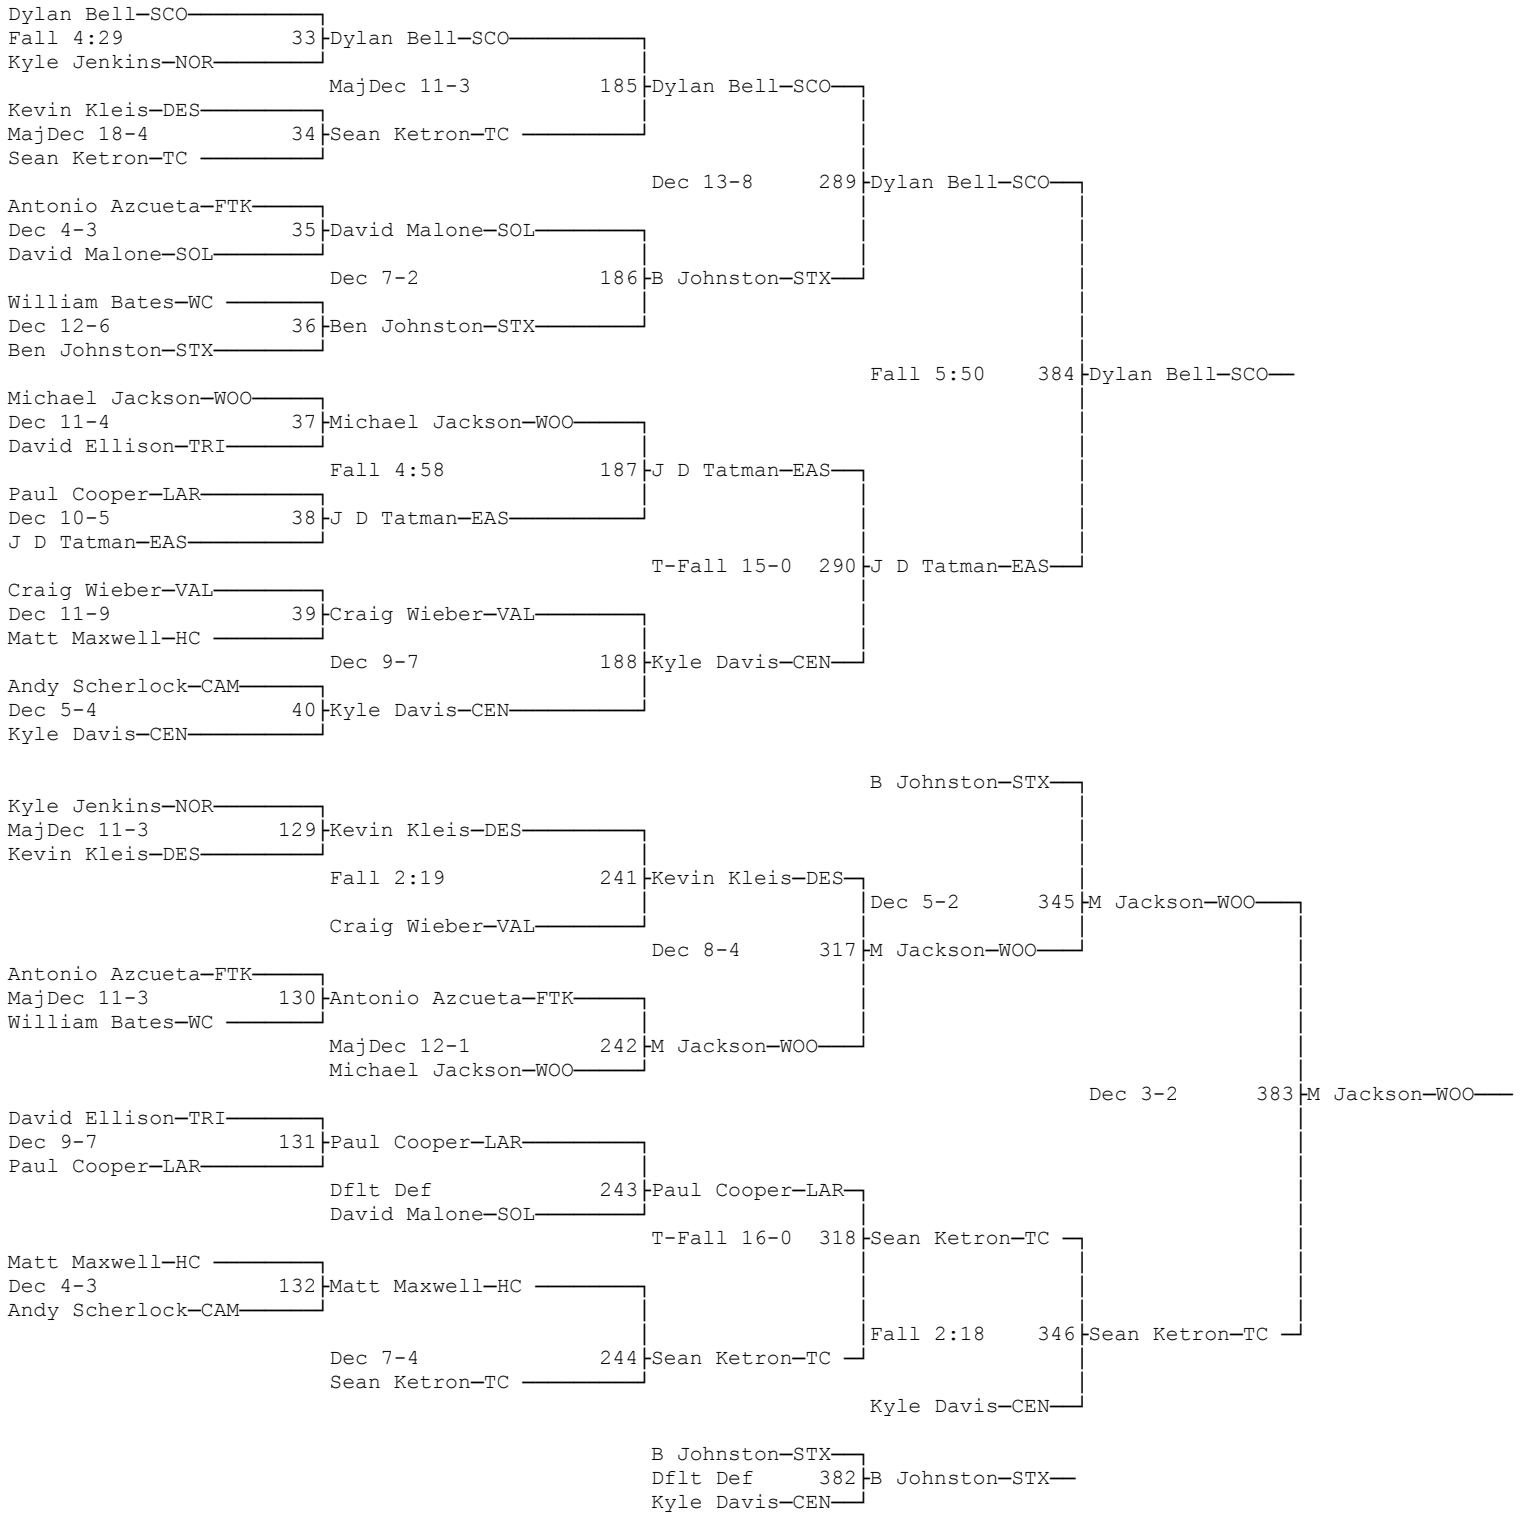 Dylan Bell-SCO
Fall 4:29 33 Dylan Bell-SCO
Kyle Jenkins-NOR
MajDec 11-3 185 Dylan Bell-SCO
Kevin Kleis-DES
MajDec 18-4 34 Sean Ketron-TC
Sean Ketron-TC
Dec 13-8 289 Dylan Bell-SCO
Antonio Azcueta-FTK
Dec 4-3 35 David Malone-SOL
David Malone-SOL
Dec 7-2 186 B Johnston-STX
William Bates-WC
Dec 12-6 36 Ben Johnston-STX
Ben Johnston-STX
Fall 5:50 384 Dylan Bell-SCO
Michael Jackson-WOO
Dec 11-4 37 Michael Jackson-WOO
David Ellison-TRI
Fall 4:58 187 J D Tatman-EAS
Paul Cooper-LAR
Dec 10-5 38 J D Tatman-EAS
J D Tatman-EAS
T-Fall 15-0 290 J D Tatman-EAS
Craig Wieber-VAL
Dec 11-9 39 Craig Wieber-VAL
Matt Maxwell-HC
Dec 9-7 188 Kyle Davis-CEN
Andy Scherlock-CAM
Dec 5-4 40 Kyle Davis-CEN
Kyle Davis-CEN
B Johnston-STX
Kyle Jenkins-NOR
MajDec 11-3 129 Kevin Kleis-DES
Kevin Kleis-DES
Fall 2:19 241 Kevin Kleis-DES
Dec 5-2 345 M Jackson-WOO
Craig Wieber-VAL
Dec 8-4 317 M Jackson-WOO
Antonio Azcueta-FTK
MajDec 11-3 130 Antonio Azcueta-FTK
William Bates-WC
MajDec 12-1 242 M Jackson-WOO
Michael Jackson-WOO
Dec 3-2 383 M Jackson-WOO
David Ellison-TRI
Dec 9-7 131 Paul Cooper-LAR
Paul Cooper-LAR
Dflt Def 243 Paul Cooper-LAR
David Malone-SOL
T-Fall 16-0 318 Sean Ketron-TC
Matt Maxwell-HC
Dec 4-3 132 Matt Maxwell-HC
Andy Scherlock-CAM
Fall 2:18 346 Sean Ketron-TC
Dec 7-4 244 Sean Ketron-TC
Sean Ketron-TC
Kyle Davis-CEN
B Johnston-STX
Dflt Def 382 B Johnston-STX
Kyle Davis-CEN